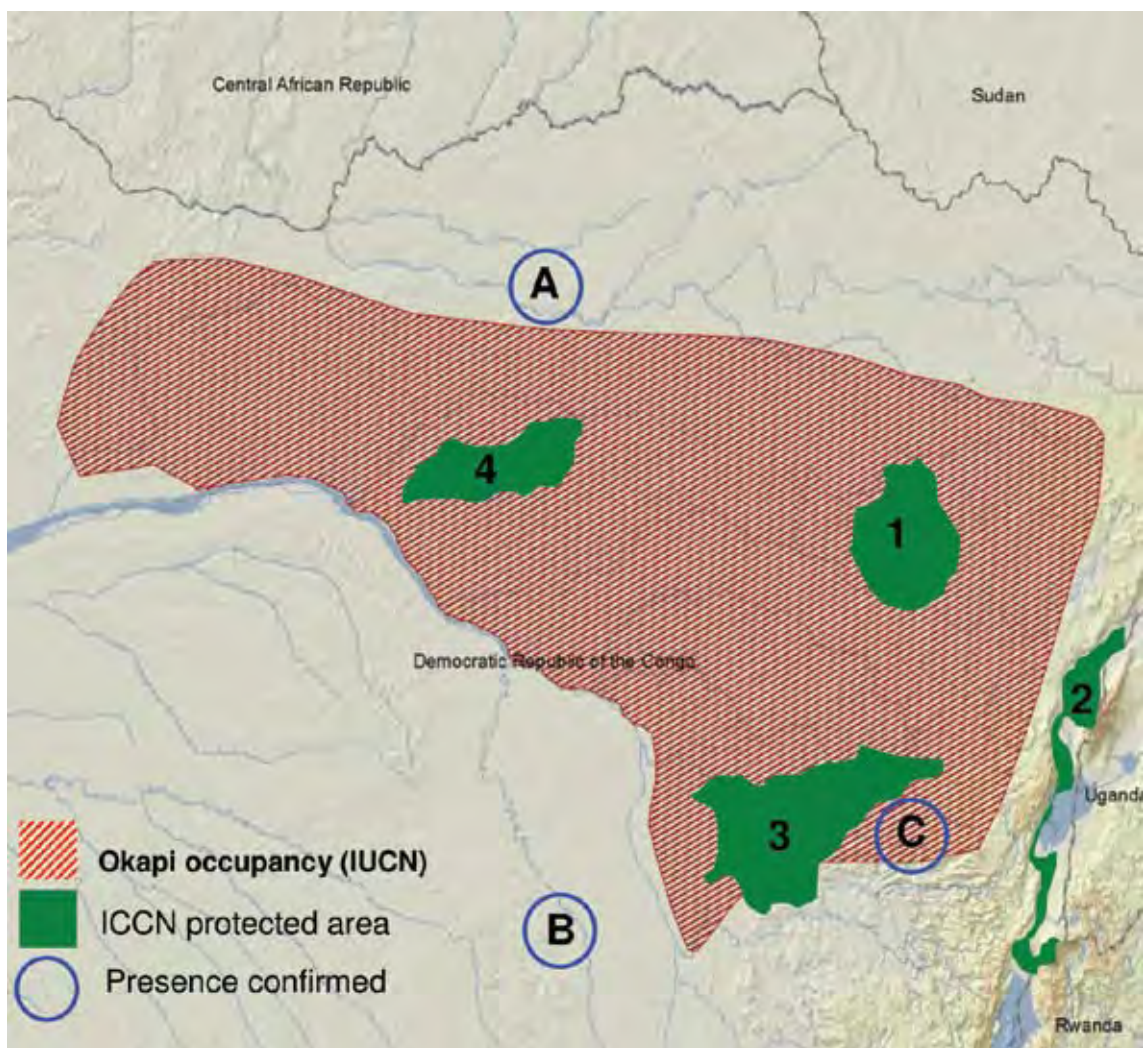 Central African Republic
Sudan
A
4
1
Democratic Republic of the Congo
2
Uganda
3
C
B
Rwanda
Okapi occupancy (IUCN)
ICCN protected area
Presence confirmed